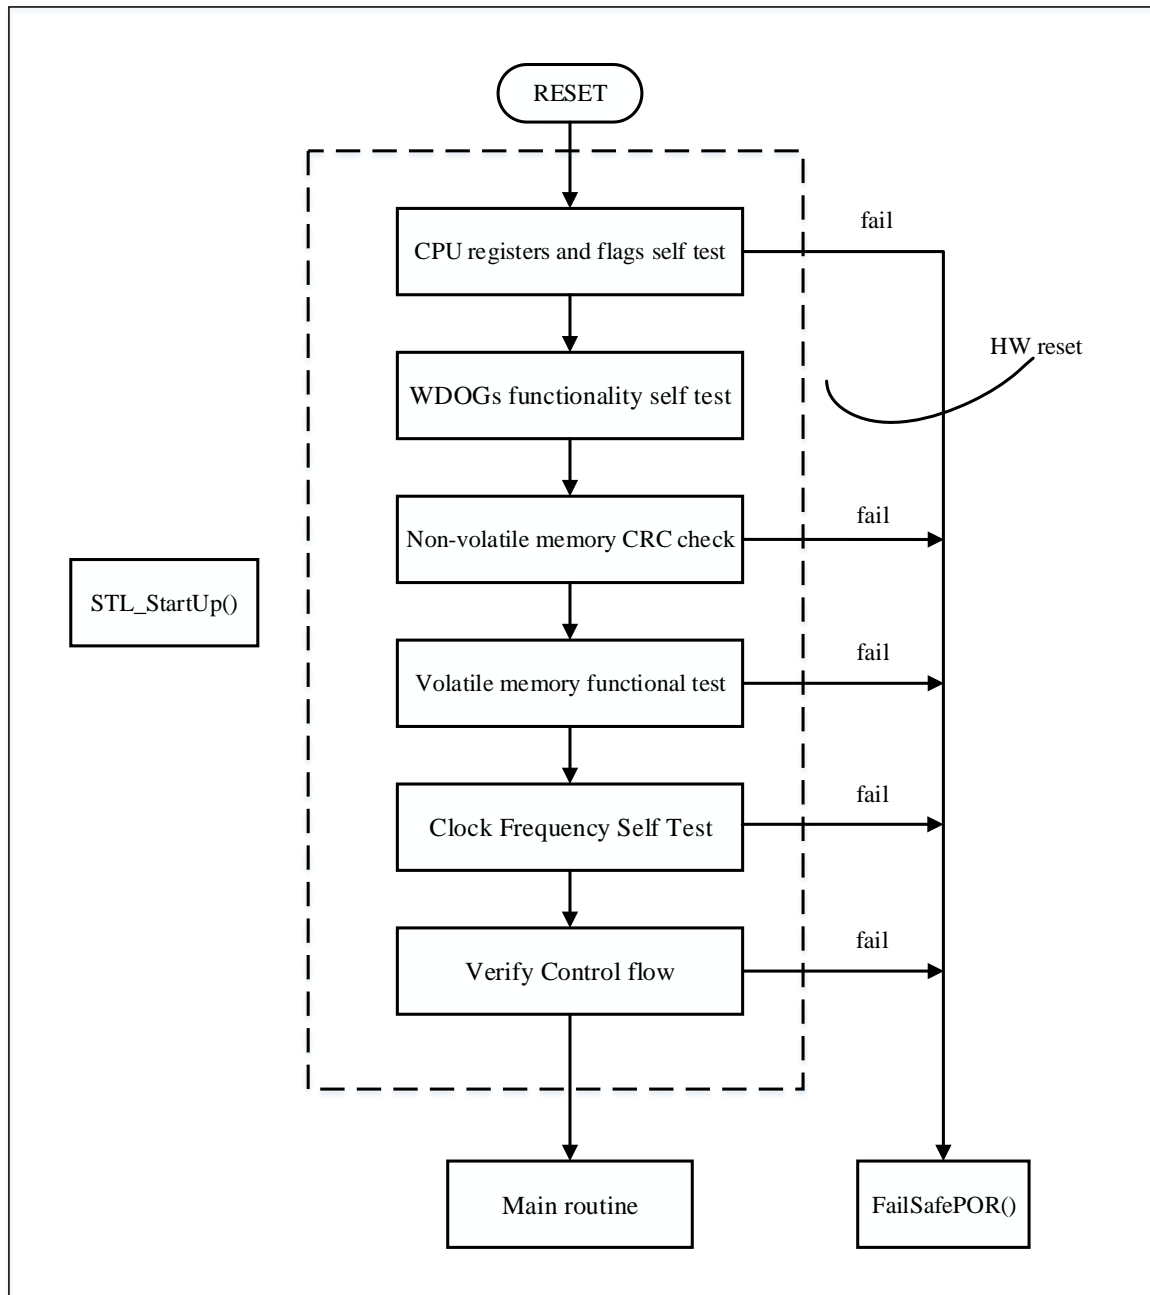 RESET
CPU registers and flags self test
fail
HW reset
WDOGs functionality self test
Non-volatile memory CRC check
fail
STL_StartUp()
Volatile memory functional test
fail
Clock Frequency Self Test
fail
Verify Control flow
fail
Main routine
FailSafePOR()